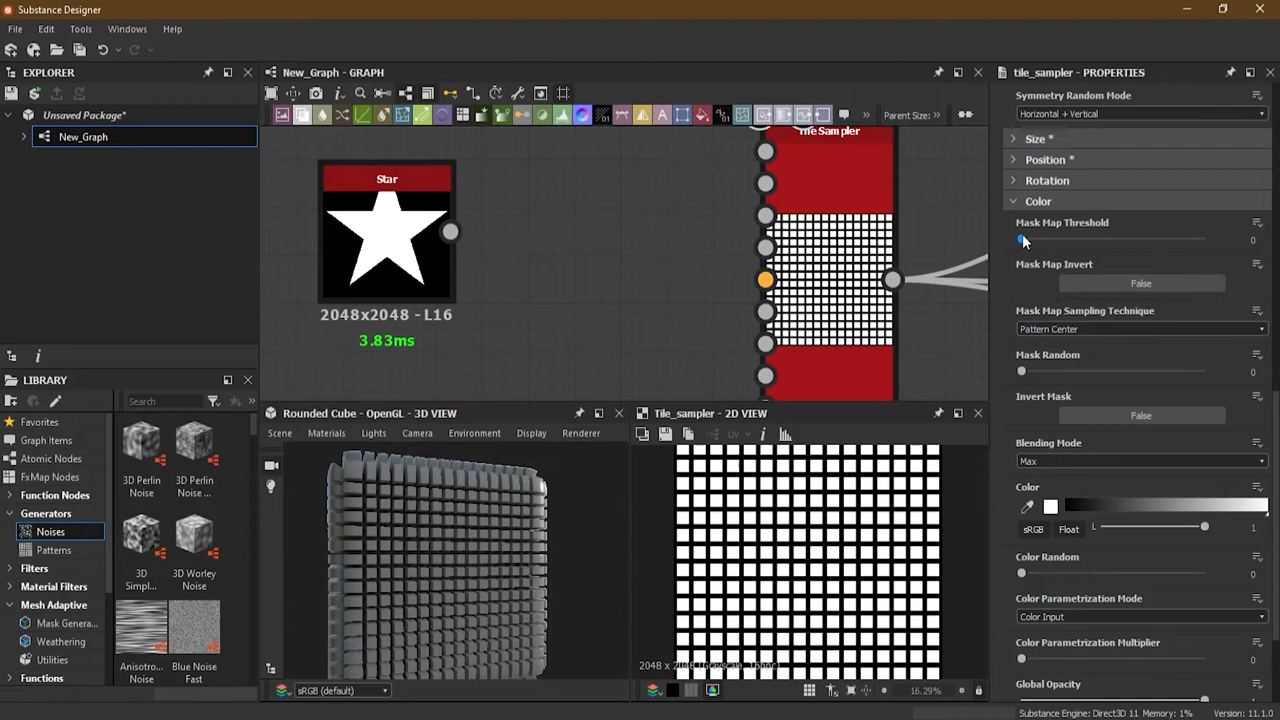 Substance Designer
File Edit Tools Windows Help
EXPLORER
Unsaved Package*
New_Graph
LIBRARY
Search
Favorites
Graph Items
Atomic Nodes
FxMap Nodes
Function Nodes
Generators
Noises
Patterns
Filters
Material Filters
Mesh Adaptive
Mask Genera...
Weathering
Utilities
Functions
3D Perlin Noise
3D Perlin Noise ...
3D Simpl...
3D Worley Noise
Anisotro... Noise
Blue Noise Fast
New_Graph - GRAPH
Parent Size:
Star
2048x2048 - L16
3.83ms
Tile Sampler
Rounded Cube - OpenGL - 3D VIEW
Scene Materials Lights Camera Environment Display Renderer
sRGB (default)
Tile_sampler - 2D VIEW
UV
16.29%
tile_sampler - PROPERTIES
Symmetry Random Mode
Horizontal + Vertical
Size *
Position *
Rotation
Color
Mask Map Threshold
0
Mask Map Invert
False
Mask Map Sampling Technique
Pattern Center
Mask Random
0
Invert Mask
False
Blending Mode
Max
Color
sRGB Float L 1
Color Random
0
Color Parametrization Mode
Color Input
Color Parametrization Multiplier
0
Global Opacity
Substance Engine: Direct3D 11 Memory: 1% Version: 11.1.0